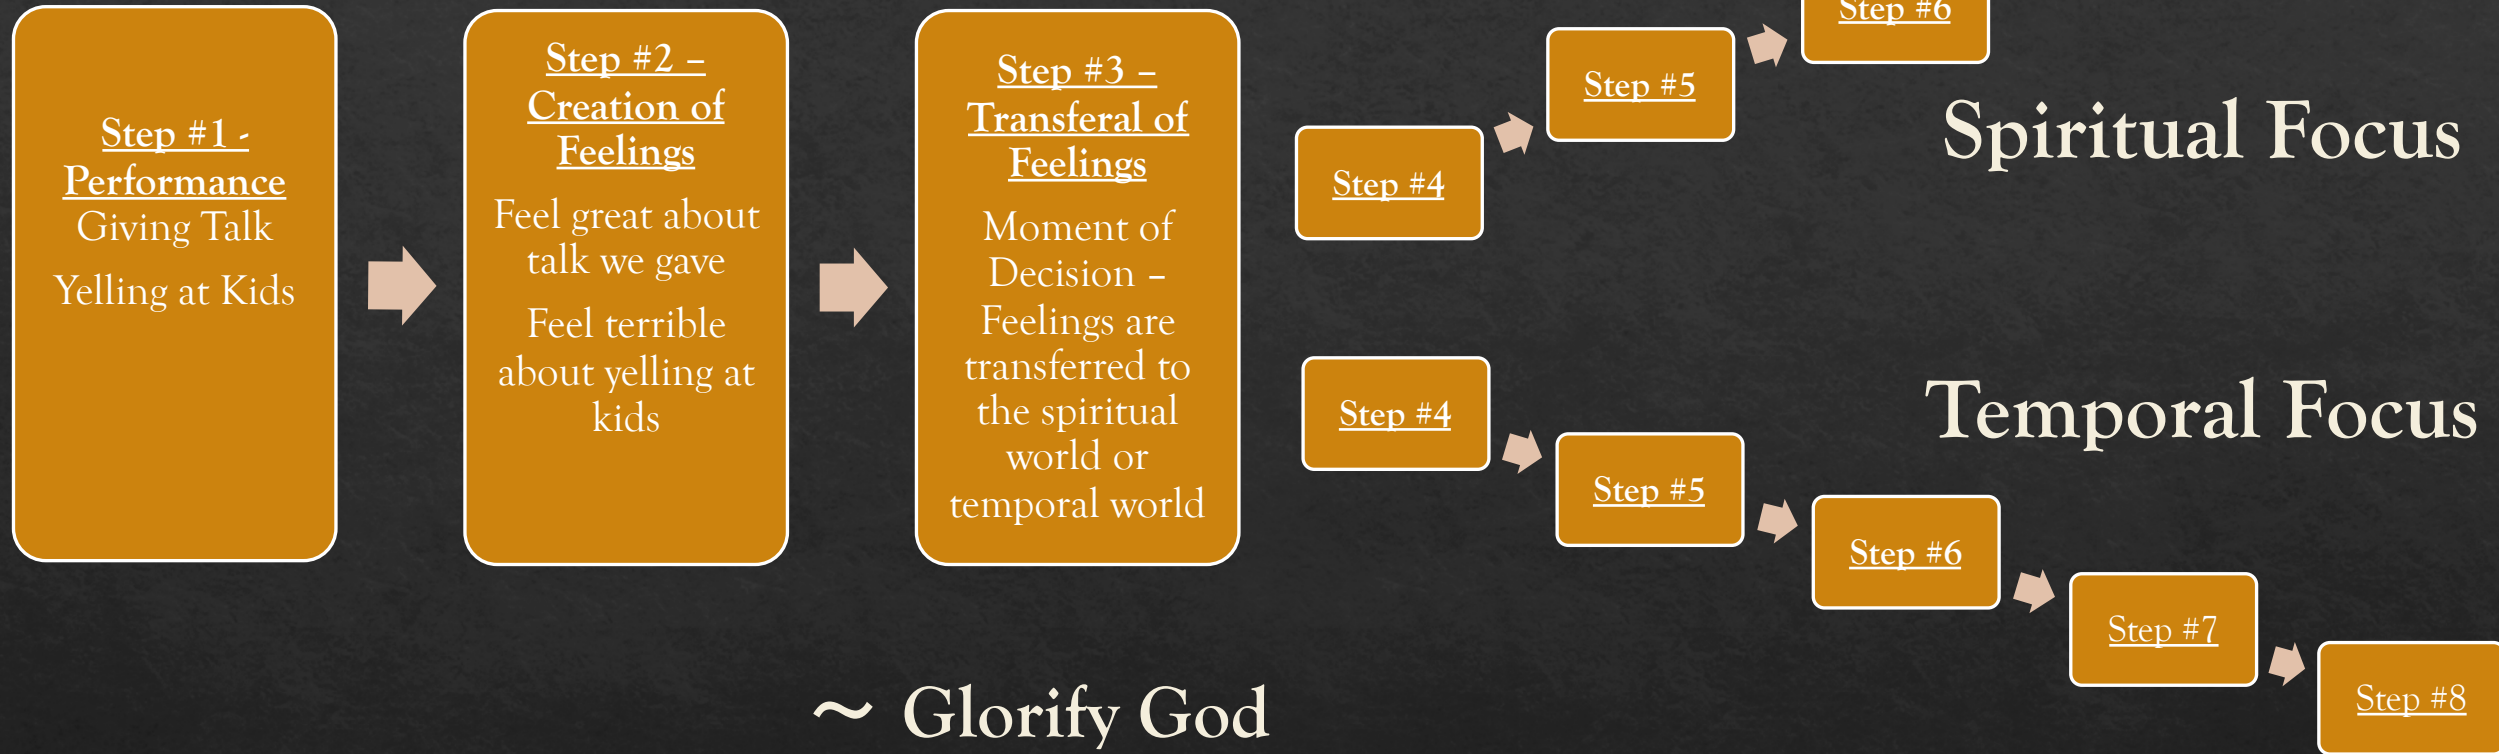 Step #1 -
Performance
Giving Talk
Yelling at Kids
Step #2 –
Creation of
Feelings
Feel great about
talk we gave
Feel terrible
about yelling at
kids
Step #3 –
Transferal of
Feelings
Moment of
Decision –
Feelings are
transferred to
the spiritual
world or
temporal world
Step #4
Step #5
Step #6
Spiritual Focus
Step #4
Step #5
Step #6
Step #7
Step #8
Temporal Focus
~ Glorify God